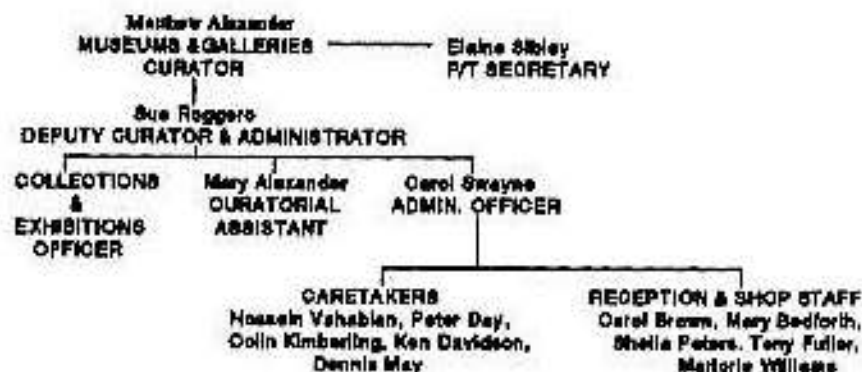 Matthew Alexander
MUSEUMS & GALLERIES
CURATOR
Elaine Sibley
P/T SECRETARY
Sue Roggero
DEPUTY CURATOR & ADMINISTRATOR
COLLECTIONS
&
EXHIBITIONS
OFFICER
Mary Alexander
CURATORIAL
ASSISTANT
Carol Swayne
ADMIN. OFFICER
CARETAKERS
Hossein Vahabian, Peter Day,
Colin Kimberling, Ken Davidson,
Dennis May
RECEPTION & SHOP STAFF
Carol Brown, Mary Bedforth,
Sheila Peters, Tony Fuller,
Marjorie Williams